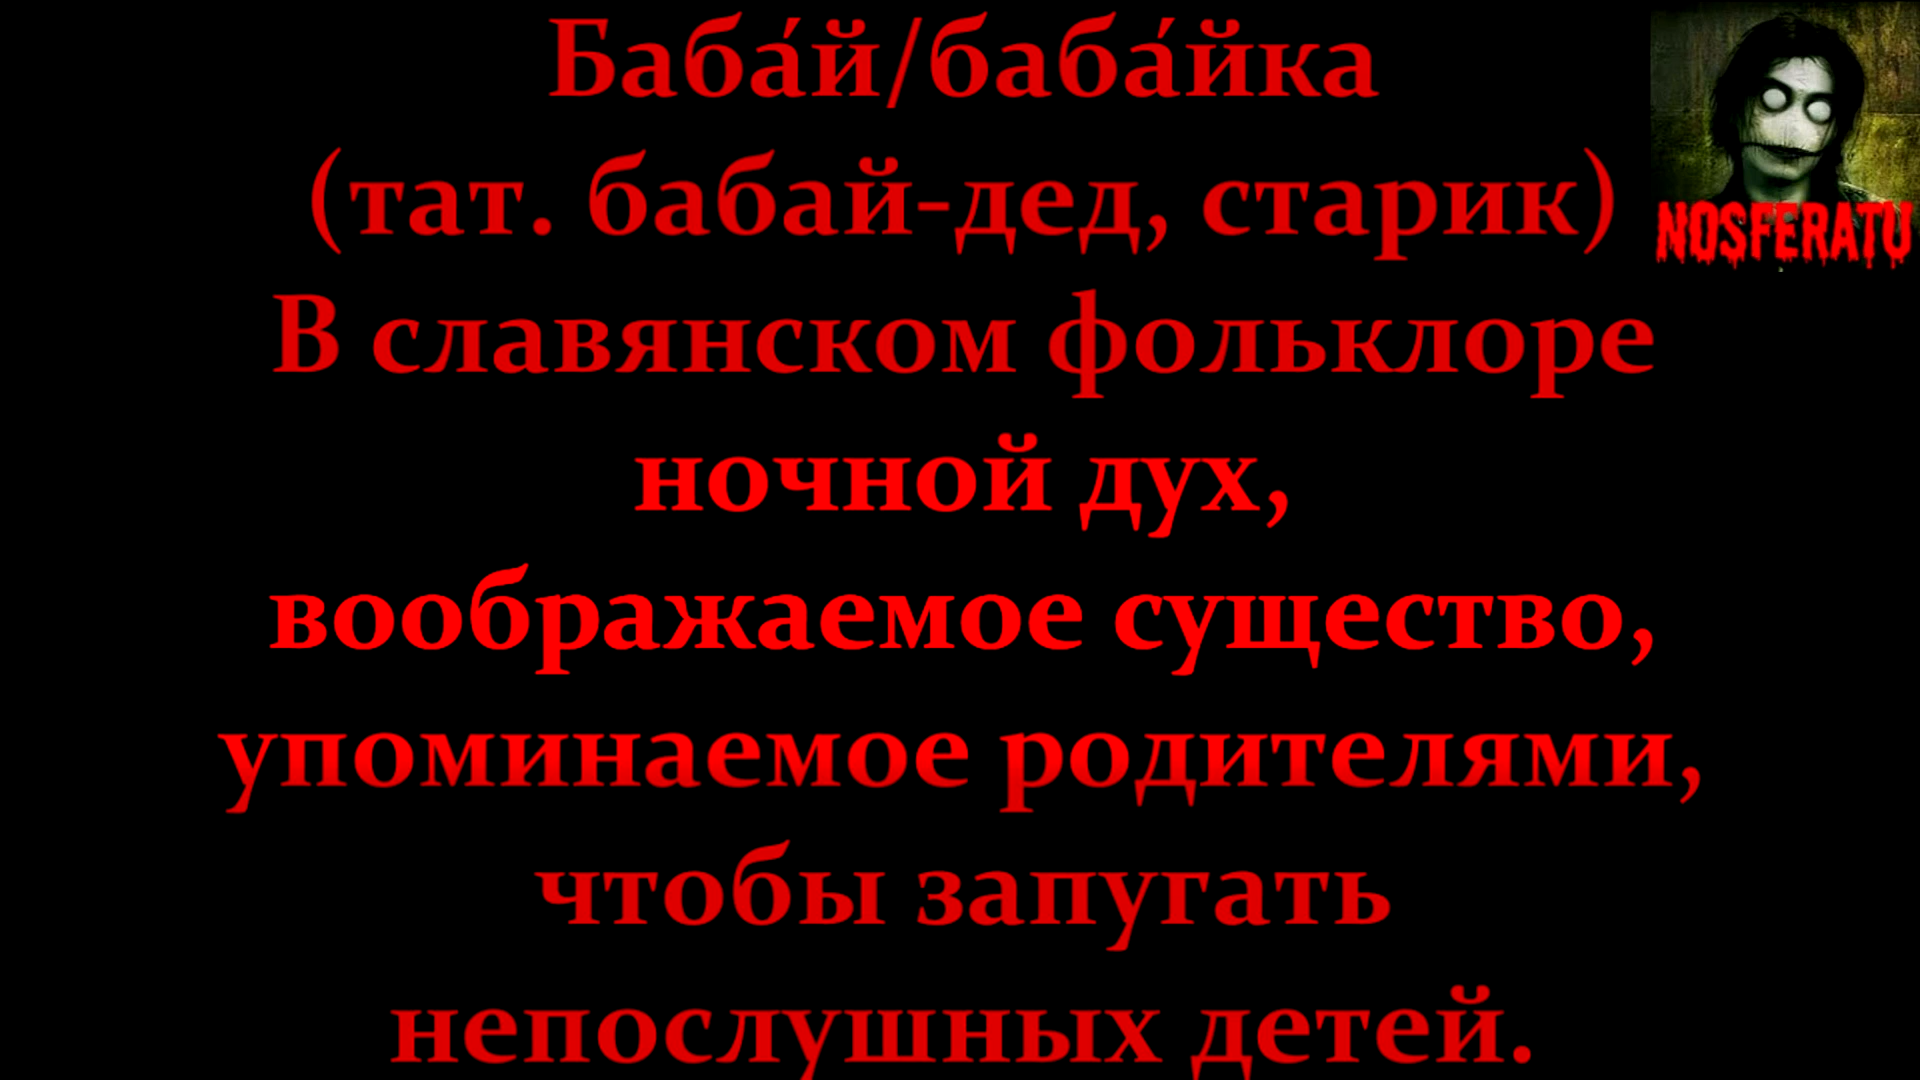 Баба́й/баба́йка
(тат. бабай-дед, старик)
NOSFERATU
В славянском фольклоре
ночной дух,
воображаемое существо,
упоминаемое родителями,
чтобы запугать
непослушных детей.